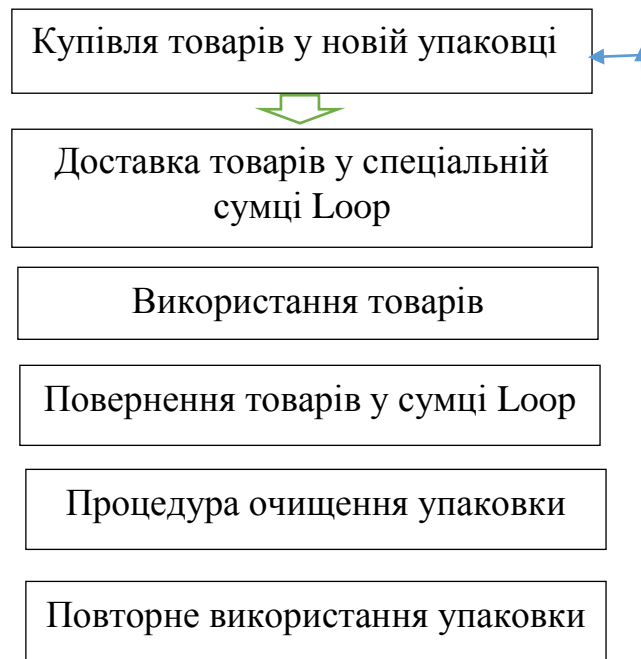 Купівля товарів у новій упаковці
Доставка товарів у спеціальній
сумці Loop
Використання товарів
Повернення товарів у сумці Loop
Процедура очищення упаковки
Повторне використання упаковки